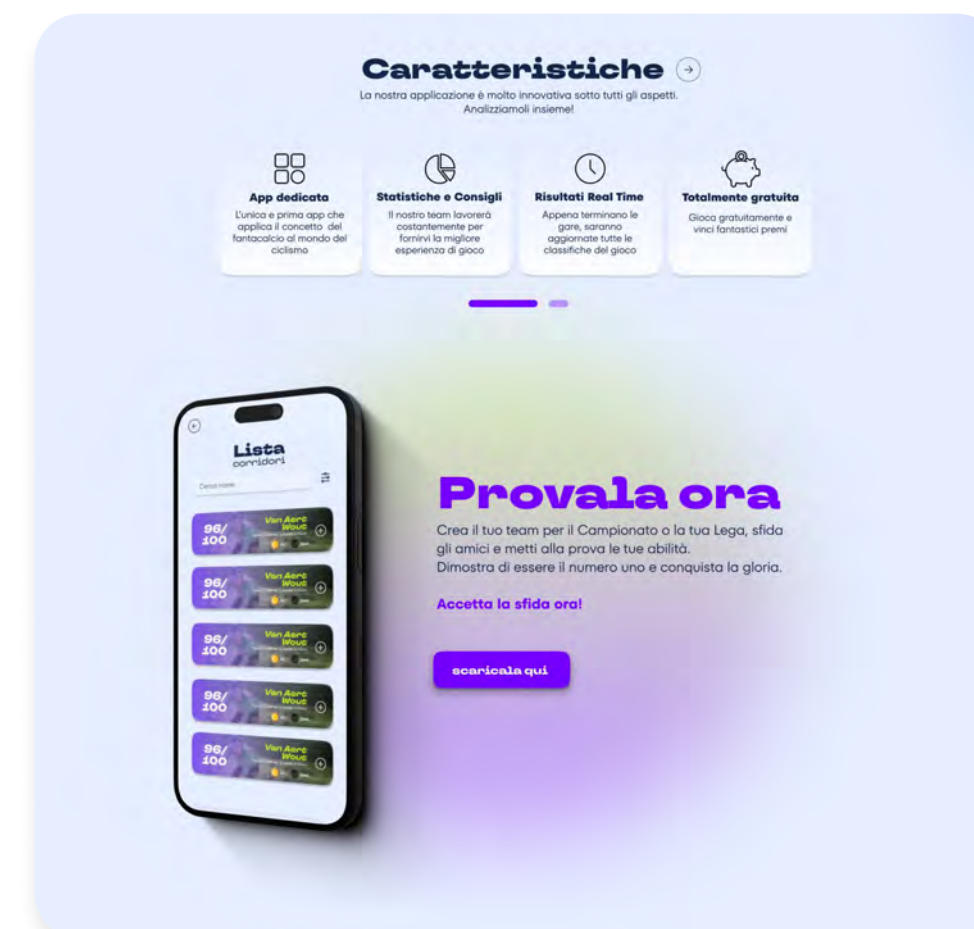 Caratteristiche
La nostra applicazione è molto innovativa sotto tutti gli aspetti.
Analizziamoli insieme!
App dedicata
L'unica e prima app che
applica il concetto del
fantacalcio al mondo del
ciclismo
Statistiche e Consigli
Il nostro team lavorerà
costantemente per
fornirvi la migliore
esperienza di gioco
Risultati Real Time
Appena terminano le
gare, saranno
aggiornate tutte le
classifiche del gioco
Totalmente gratuita
Gioca gratuitamente e
vinci fantastici premi
Lista
corridori
Cerca nome
96/
100
Van Aert
Wout
96/
100
Van Aert
Wout
96/
100
Van Aert
Wout
96/
100
Van Aert
Wout
96/
100
Van Aert
Wout
Provala ora
Crea il tuo team per il Campionato o la tua Lega, sfida
gli amici e metti alla prova le tue abilità.
Dimostra di essere il numero uno e conquista la gloria.
Accetta la sfida ora!
scaricala qui